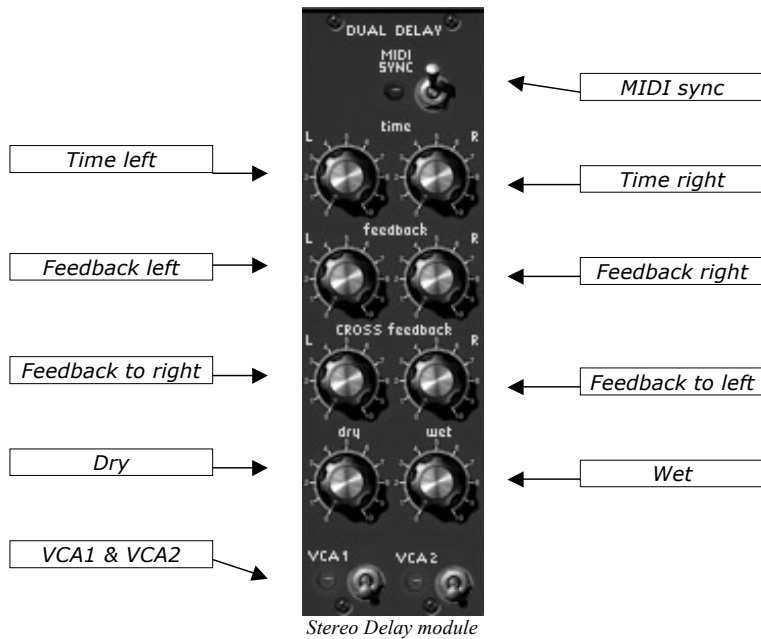 DUAL DELAY
MIDI
SYNC
MIDI sync
time
L R
Time left
Time right
feedback
L R
Feedback left
Feedback right
CROSS feedback
L R
Feedback to right
Feedback to left
dry wet
Dry
Wet
VCA1 VCA2
VCA1 & VCA2
Stereo Delay module